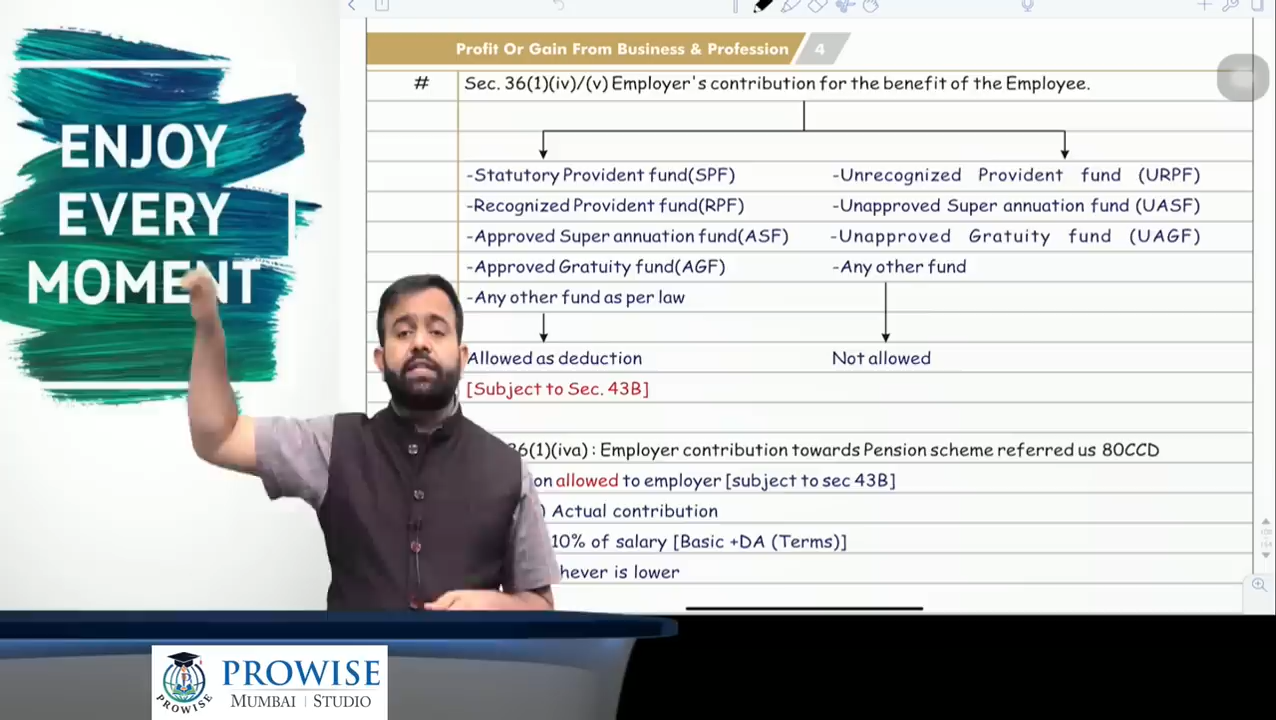 ENJOY
EVERY
MOMENT
Profit Or Gain From Business & Profession 4
# Sec. 36(1)(iv)/(v) Employer's contribution for the benefit of the Employee.
-Statutory Provident fund(SPF)
-Recognized Provident fund(RPF)
-Approved Super annuation fund(ASF)
-Approved Gratuity fund(AGF)
-Any other fund as per law
Allowed as deduction
[Subject to Sec. 43B]
-Unrecognized Provident fund (URPF)
-Unapproved Super annuation fund (UASF)
-Unapproved Gratuity fund (UAGF)
-Any other fund
Not allowed
6(1)(iva) : Employer contribution towards Pension scheme referred us 80CCD
on allowed to employer [subject to sec 43B]
) Actual contribution
10% of salary [Basic +DA (Terms)]
hever is lower
PROWISE
PROWISE
MUMBAI | STUDIO